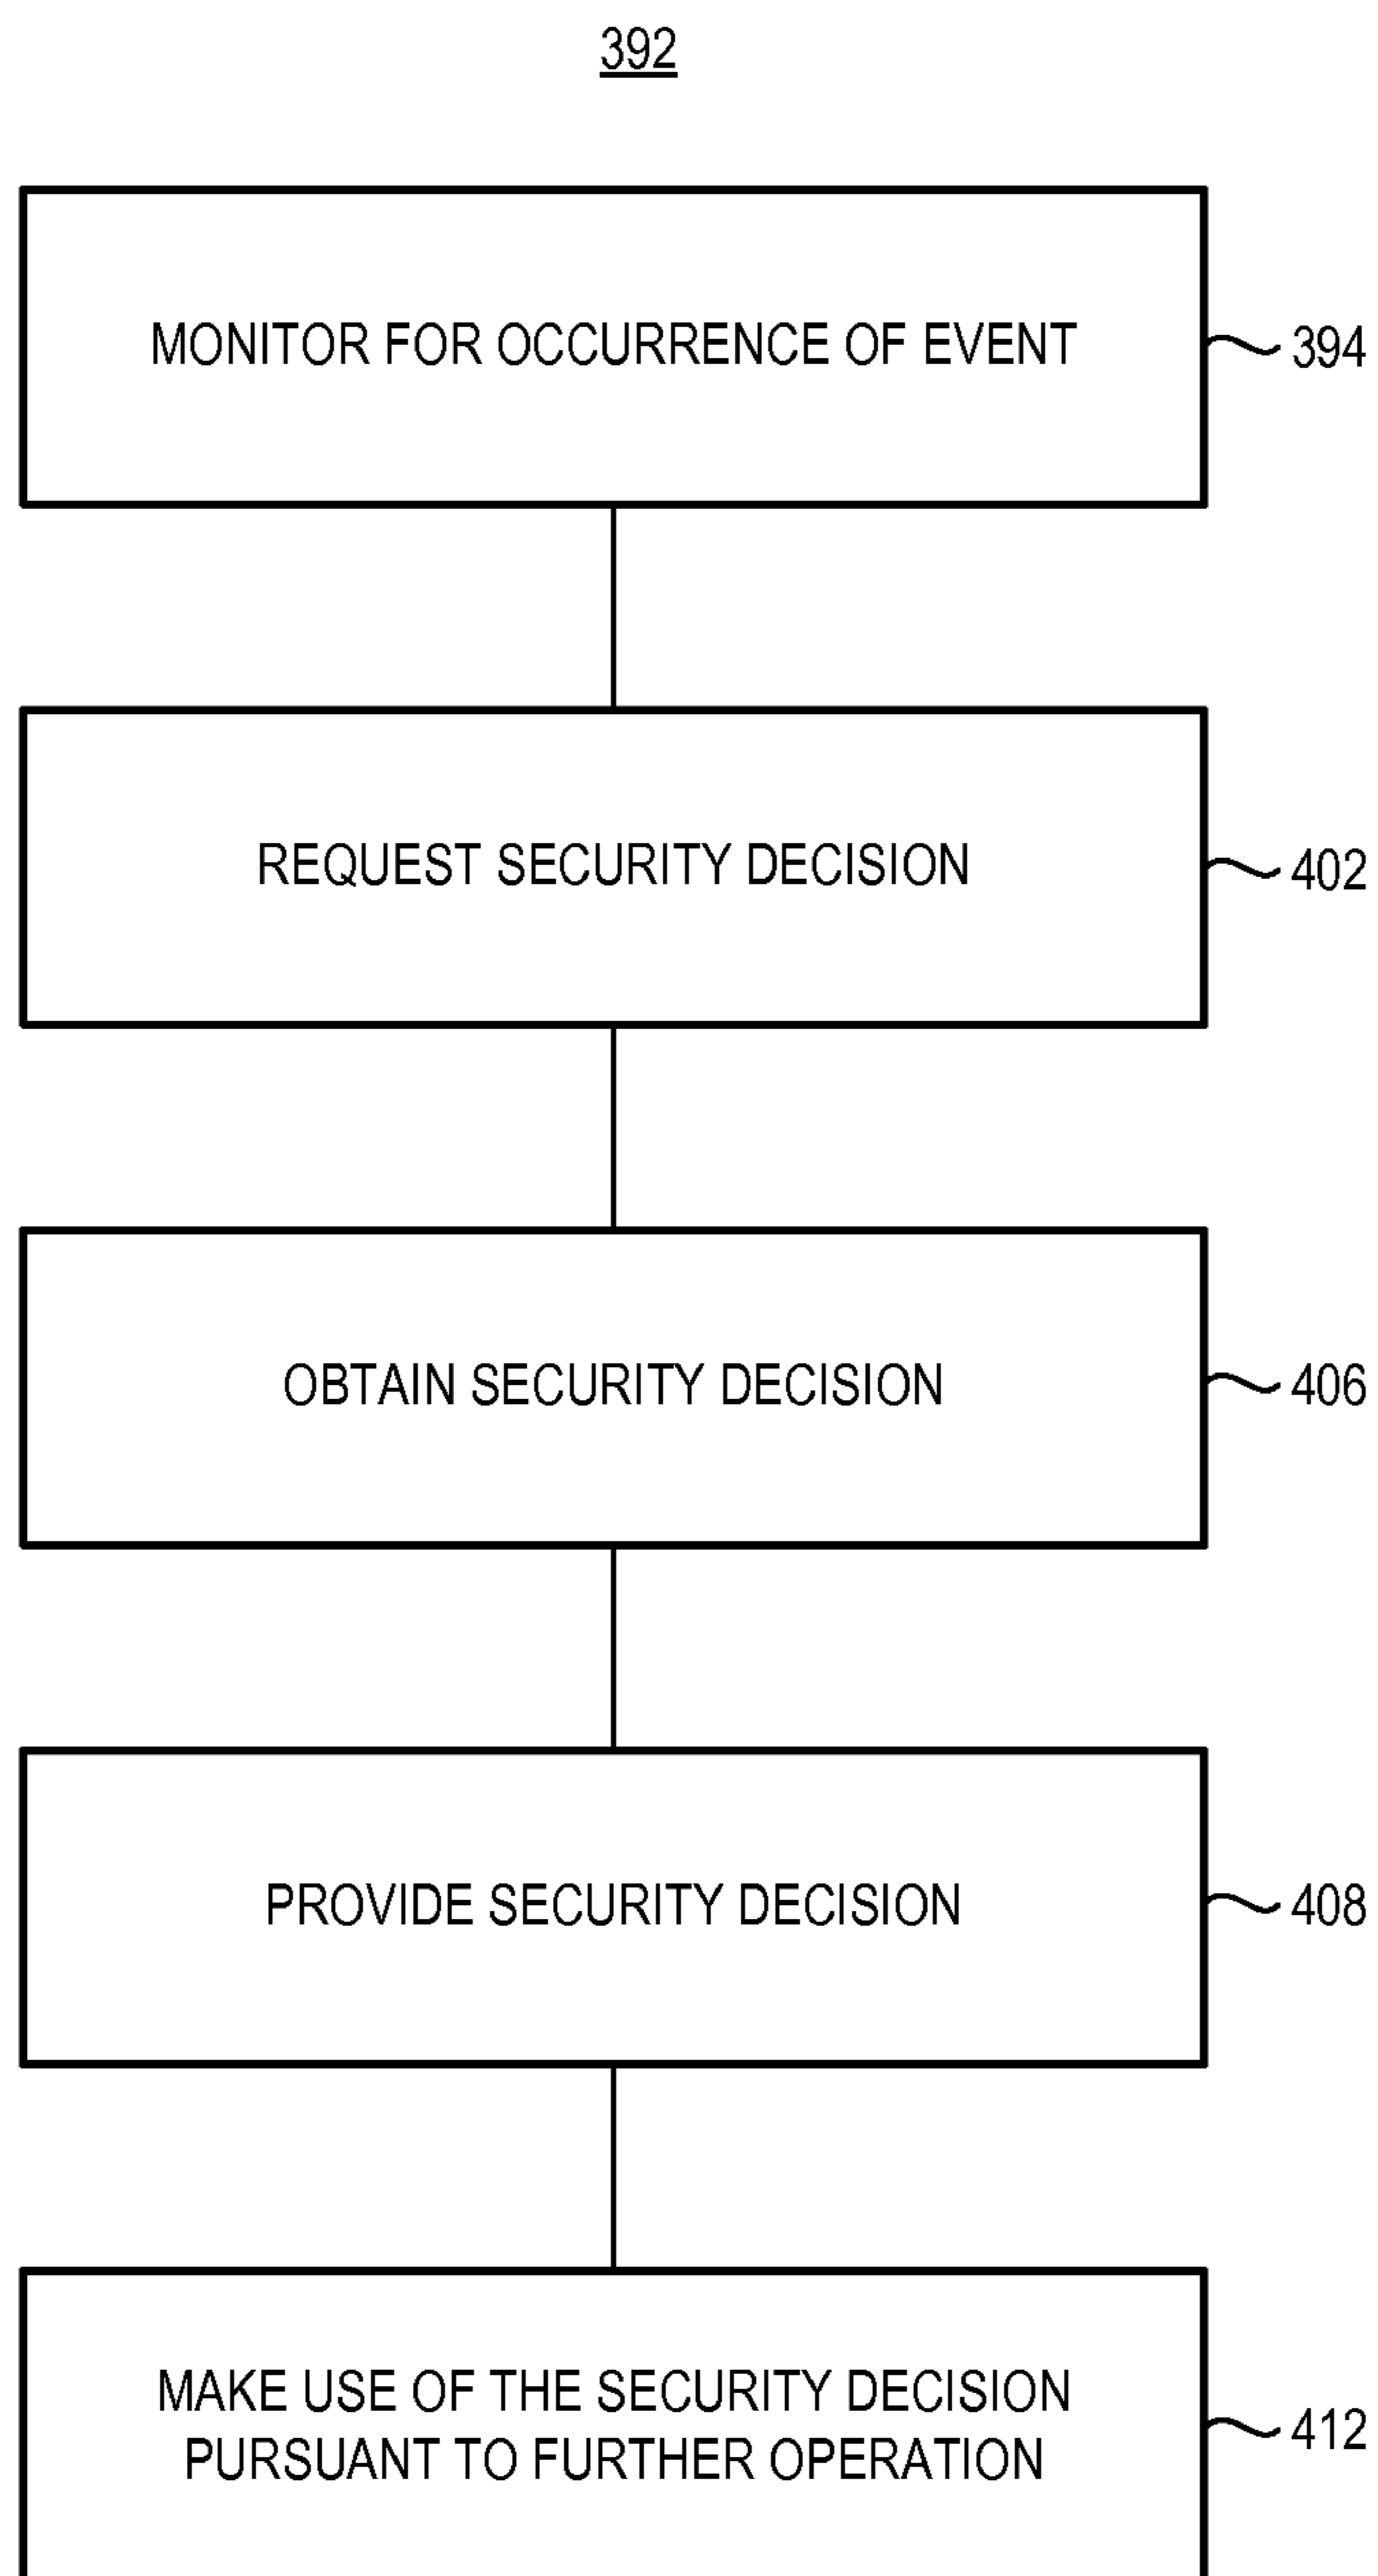 392
MONITOR FOR OCCURRENCE OF EVENT
394
REQUEST SECURITY DECISION
402
OBTAIN SECURITY DECISION
406
PROVIDE SECURITY DECISION
408
MAKE USE OF THE SECURITY DECISION
PURSUANT TO FURTHER OPERATION
412